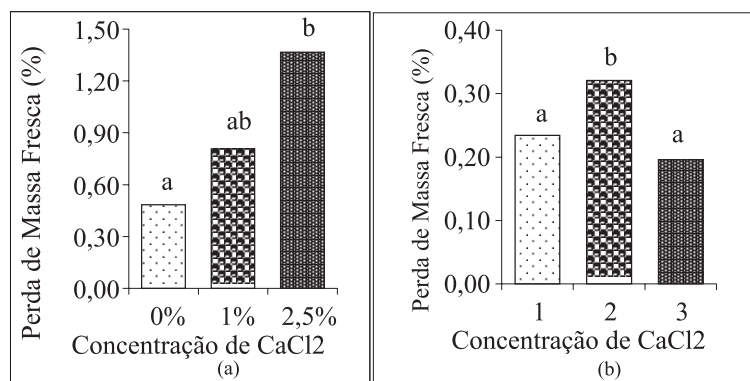 Perda de Massa Fresca (%)
1,50
1,20
0,90
0,60
0,30
0,00
a
ab
b
0%
1%
2,5%
Concentração de CaCl2
(a)
Perda de Massa Fresca (%)
0,40
0,30
0,20
0,10
0,00
a
b
a
1
2
3
Concentração de CaCl2
(b)